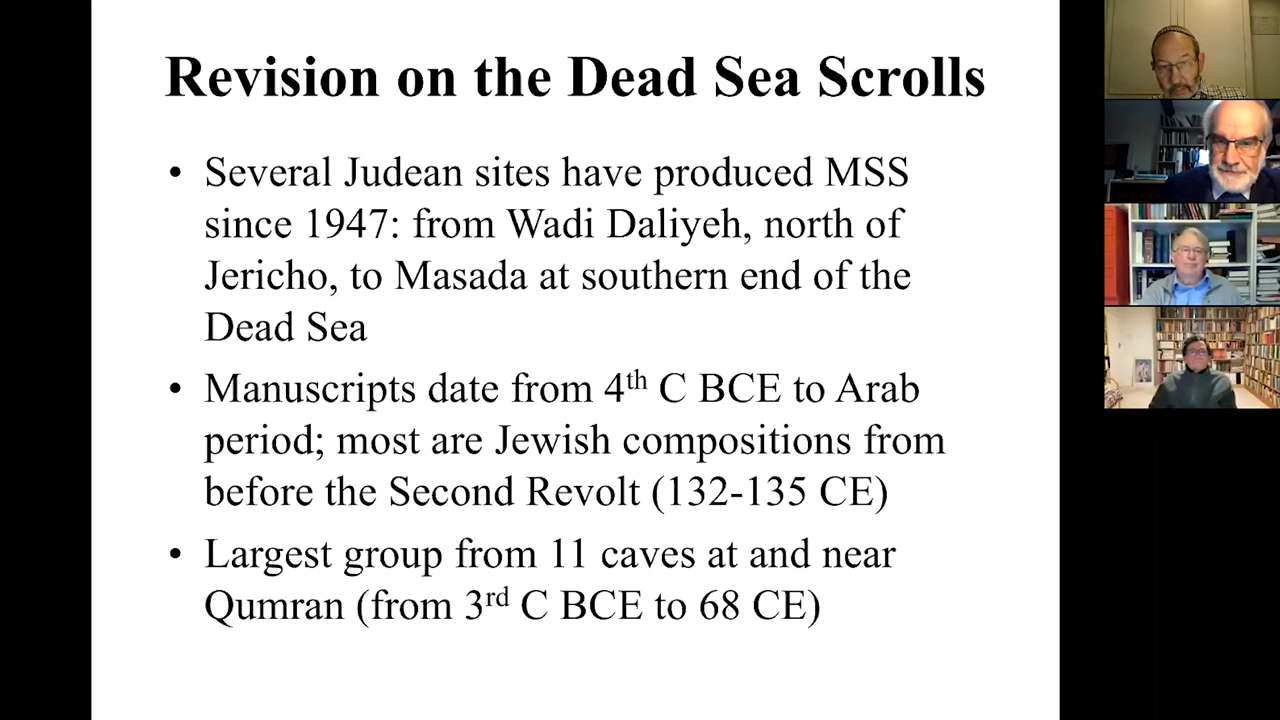 Revision on the Dead Sea Scrolls
• Several Judean sites have produced MSS
since 1947: from Wadi Daliyeh, north of
Jericho, to Masada at southern end of the
Dead Sea
• Manuscripts date from 4th C BCE to Arab
period; most are Jewish compositions from
before the Second Revolt (132-135 CE)
• Largest group from 11 caves at and near
Qumran (from 3rd C BCE to 68 CE)